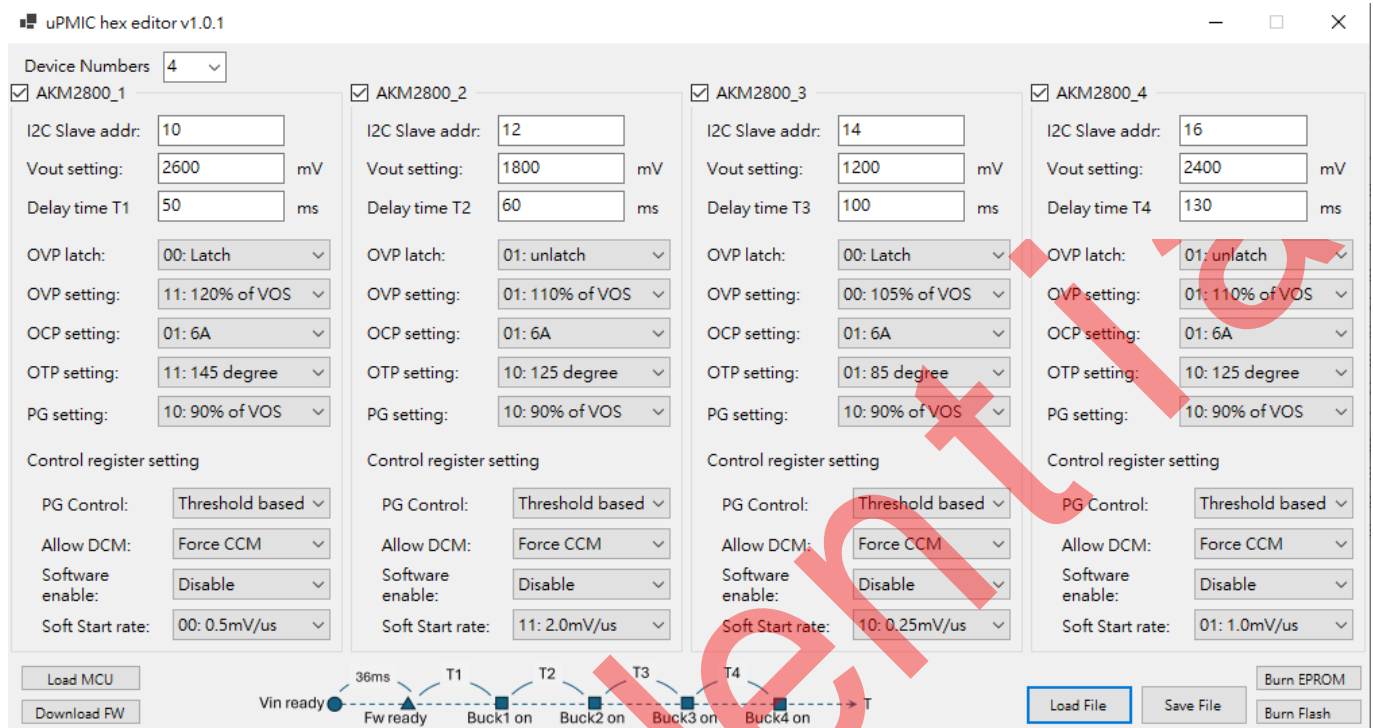 uPMIC hex editor v1.0.1
Device Numbers 4
AKM2800_1 AKM2800_2 AKM2800_3 AKM2800_4
I2C Slave addr: 10 I2C Slave addr: 12 I2C Slave addr: 14 I2C Slave addr: 16
Vout setting: 2600 mV Vout setting: 1800 mV Vout setting: 1200 mV Vout setting: 2400 mV
Delay time T1 50 ms Delay time T2 60 ms Delay time T3 100 ms Delay time T4 130 ms
OVP latch: 00: Latch OVP latch: 01: unlatch OVP latch: 00: Latch OVP latch: 01: unlatch
OVP setting: 11: 120% of VOS OVP setting: 01: 110% of VOS OVP setting: 00: 105% of VOS OVP setting: 01: 110% of VOS
OCP setting: 01: 6A OCP setting: 01: 6A OCP setting: 01: 6A OCP setting: 01: 6A
OTP setting: 11: 145 degree OTP setting: 10: 125 degree OTP setting: 01: 85 degree OTP setting: 10: 125 degree
PG setting: 10: 90% of VOS PG setting: 10: 90% of VOS PG setting: 10: 90% of VOS PG setting: 10: 90% of VOS
Control register setting Control register setting Control register setting Control register setting
PG Control: Threshold based PG Control: Threshold based PG Control: Threshold based PG Control: Threshold based
Allow DCM: Force CCM Allow DCM: Force CCM Allow DCM: Force CCM Allow DCM: Force CCM
Software enable: Disable Software enable: Disable Software enable: Disable Software enable: Disable
Soft Start rate: 00: 0.5mV/us Soft Start rate: 11: 2.0mV/us Soft Start rate: 10: 0.25mV/us Soft Start rate: 01: 1.0mV/us
Load MCU 36ms T1 T2 T3 T4 Burn EPROM
Vin ready T Load File Save File
Download FW Fw ready Buck1 on Buck2 on Buck3 on Buck4 on Burn Flash
ential